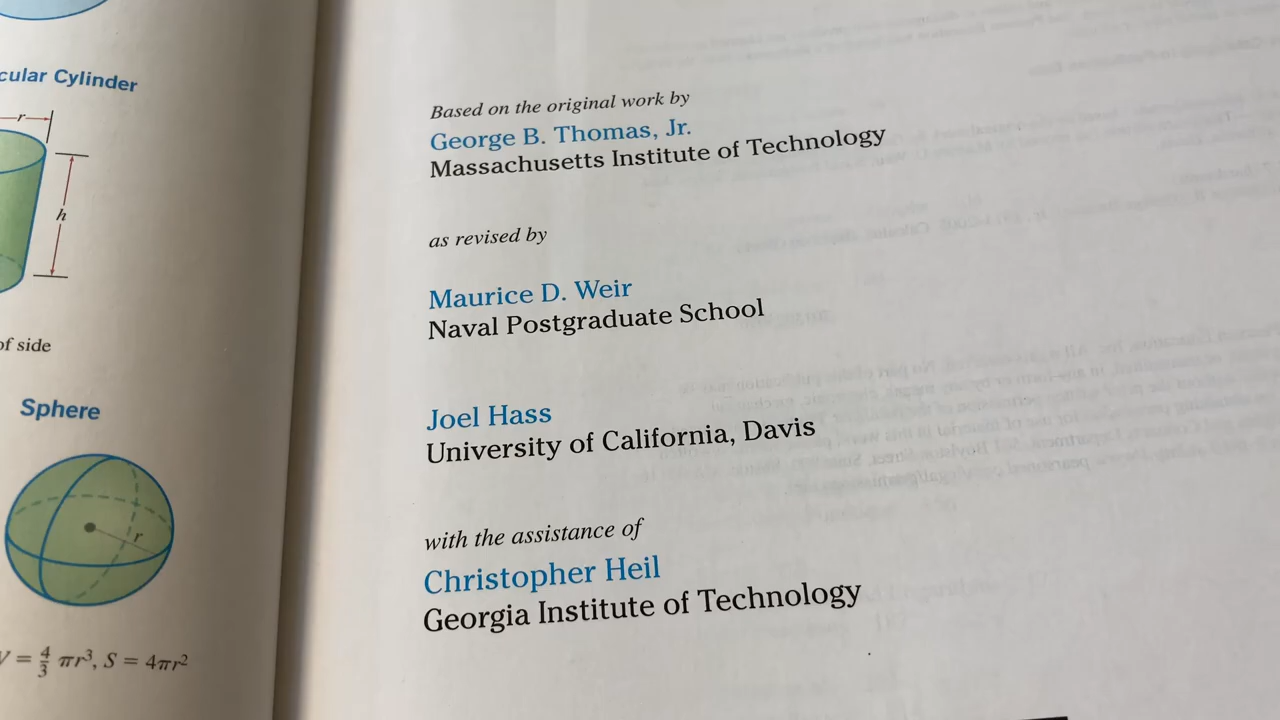 cular Cylinder
r
h
of side
Sphere
r
V = 4/3 πr³, S = 4πr²
Based on the original work by
George B. Thomas, Jr.
Massachusetts Institute of Technology
as revised by
Maurice D. Weir
Naval Postgraduate School
Joel Hass
University of California, Davis
with the assistance of
Christopher Heil
Georgia Institute of Technology